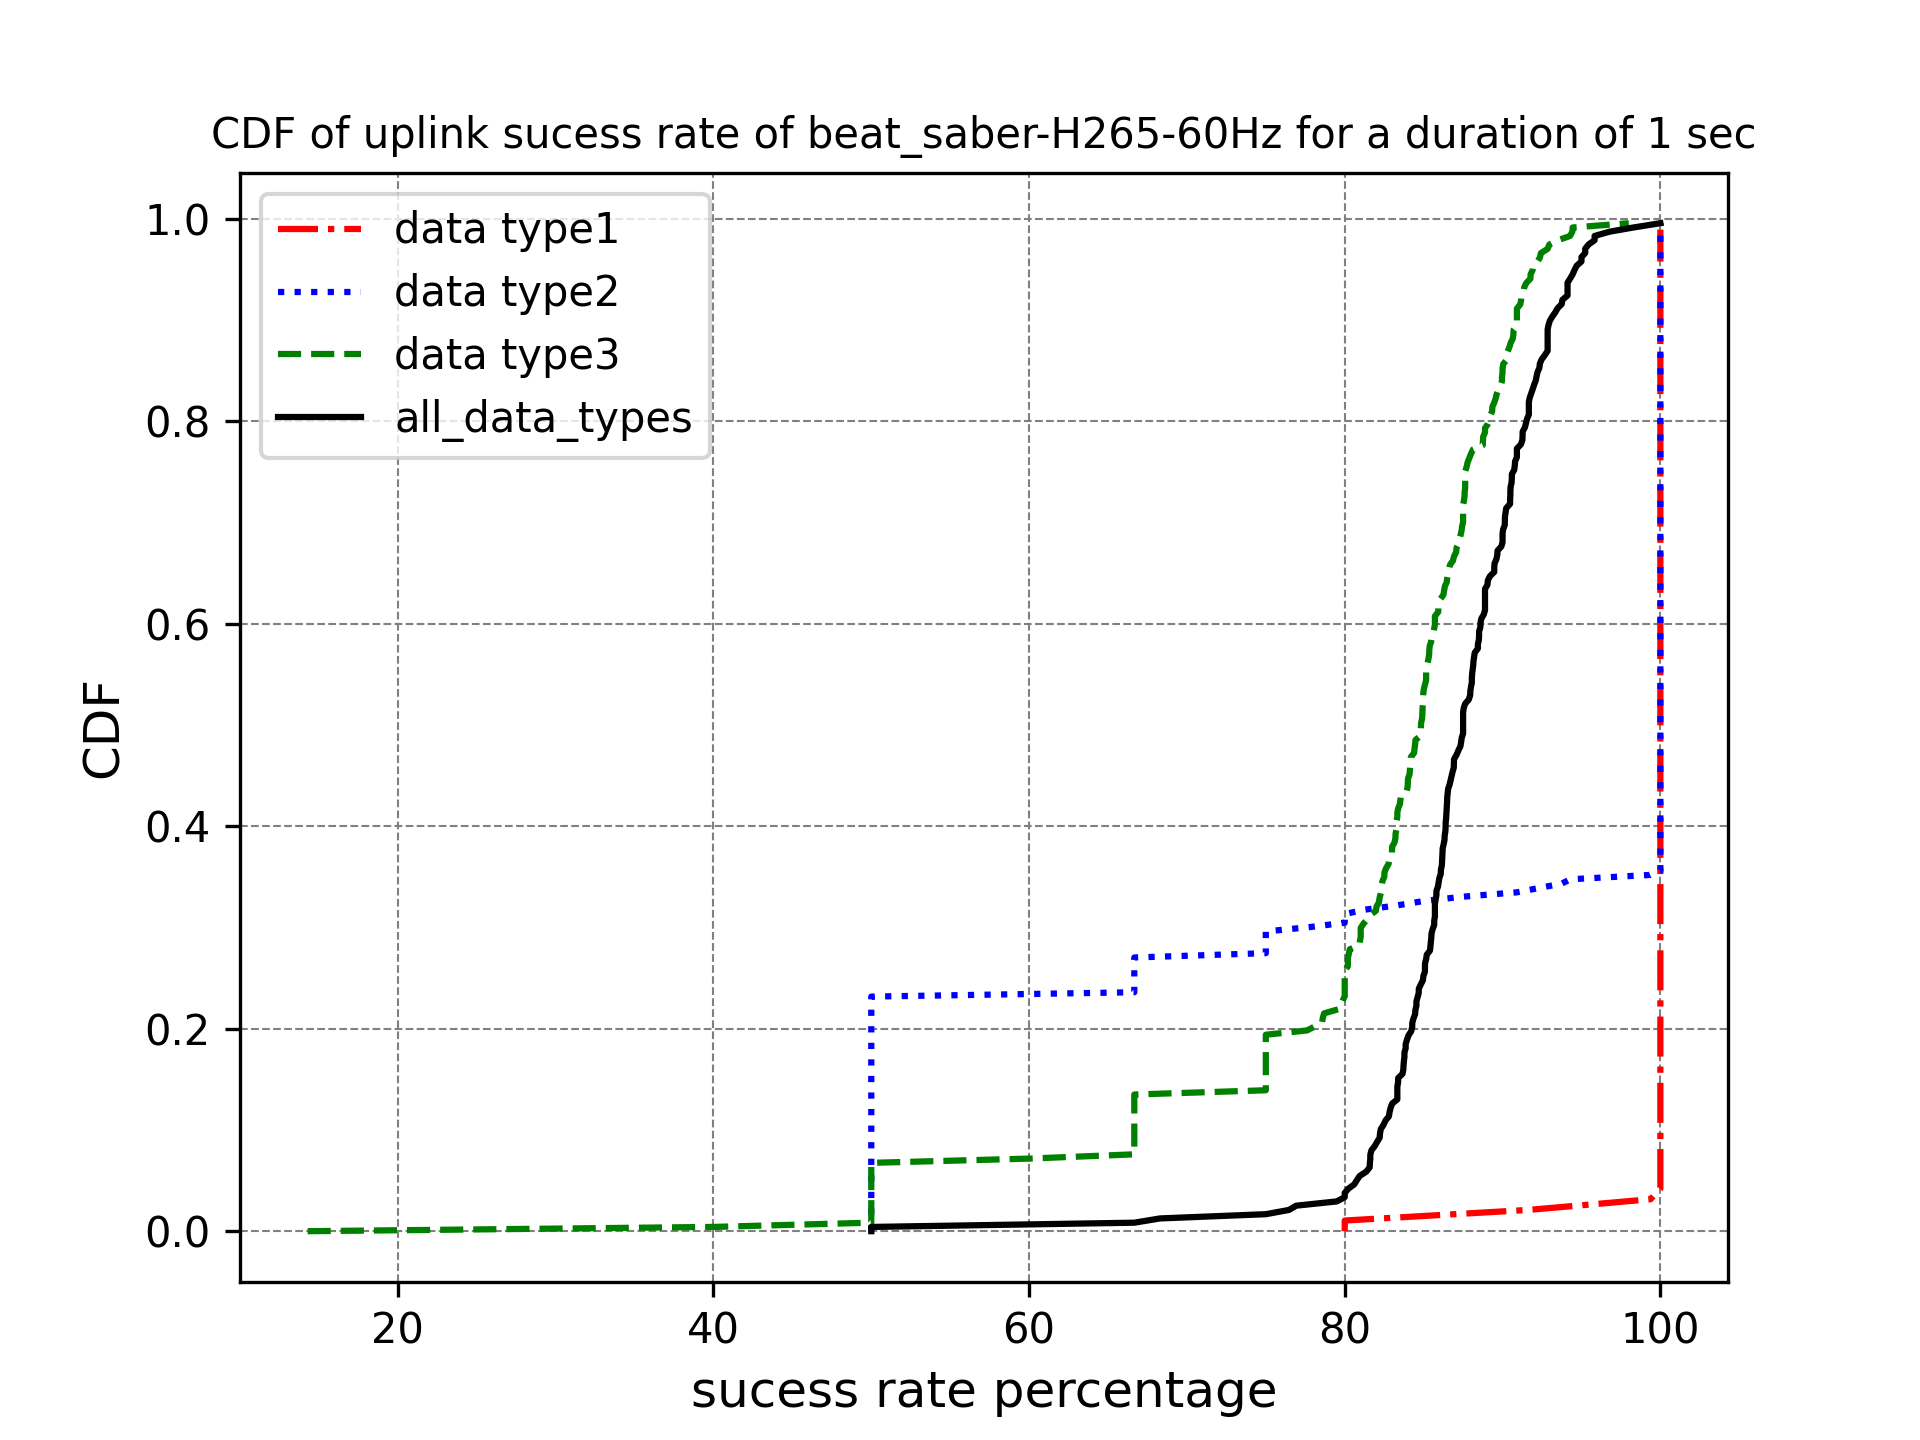 CDF of uplink sucess rate of beat_saber-H265-60Hz for a duration of 1 sec
data type1
data type2
data type3
all_data_types
1.0
0.8
0.6
0.4
0.2
0.0
CDF
20 40 60 80 100
sucess rate percentage